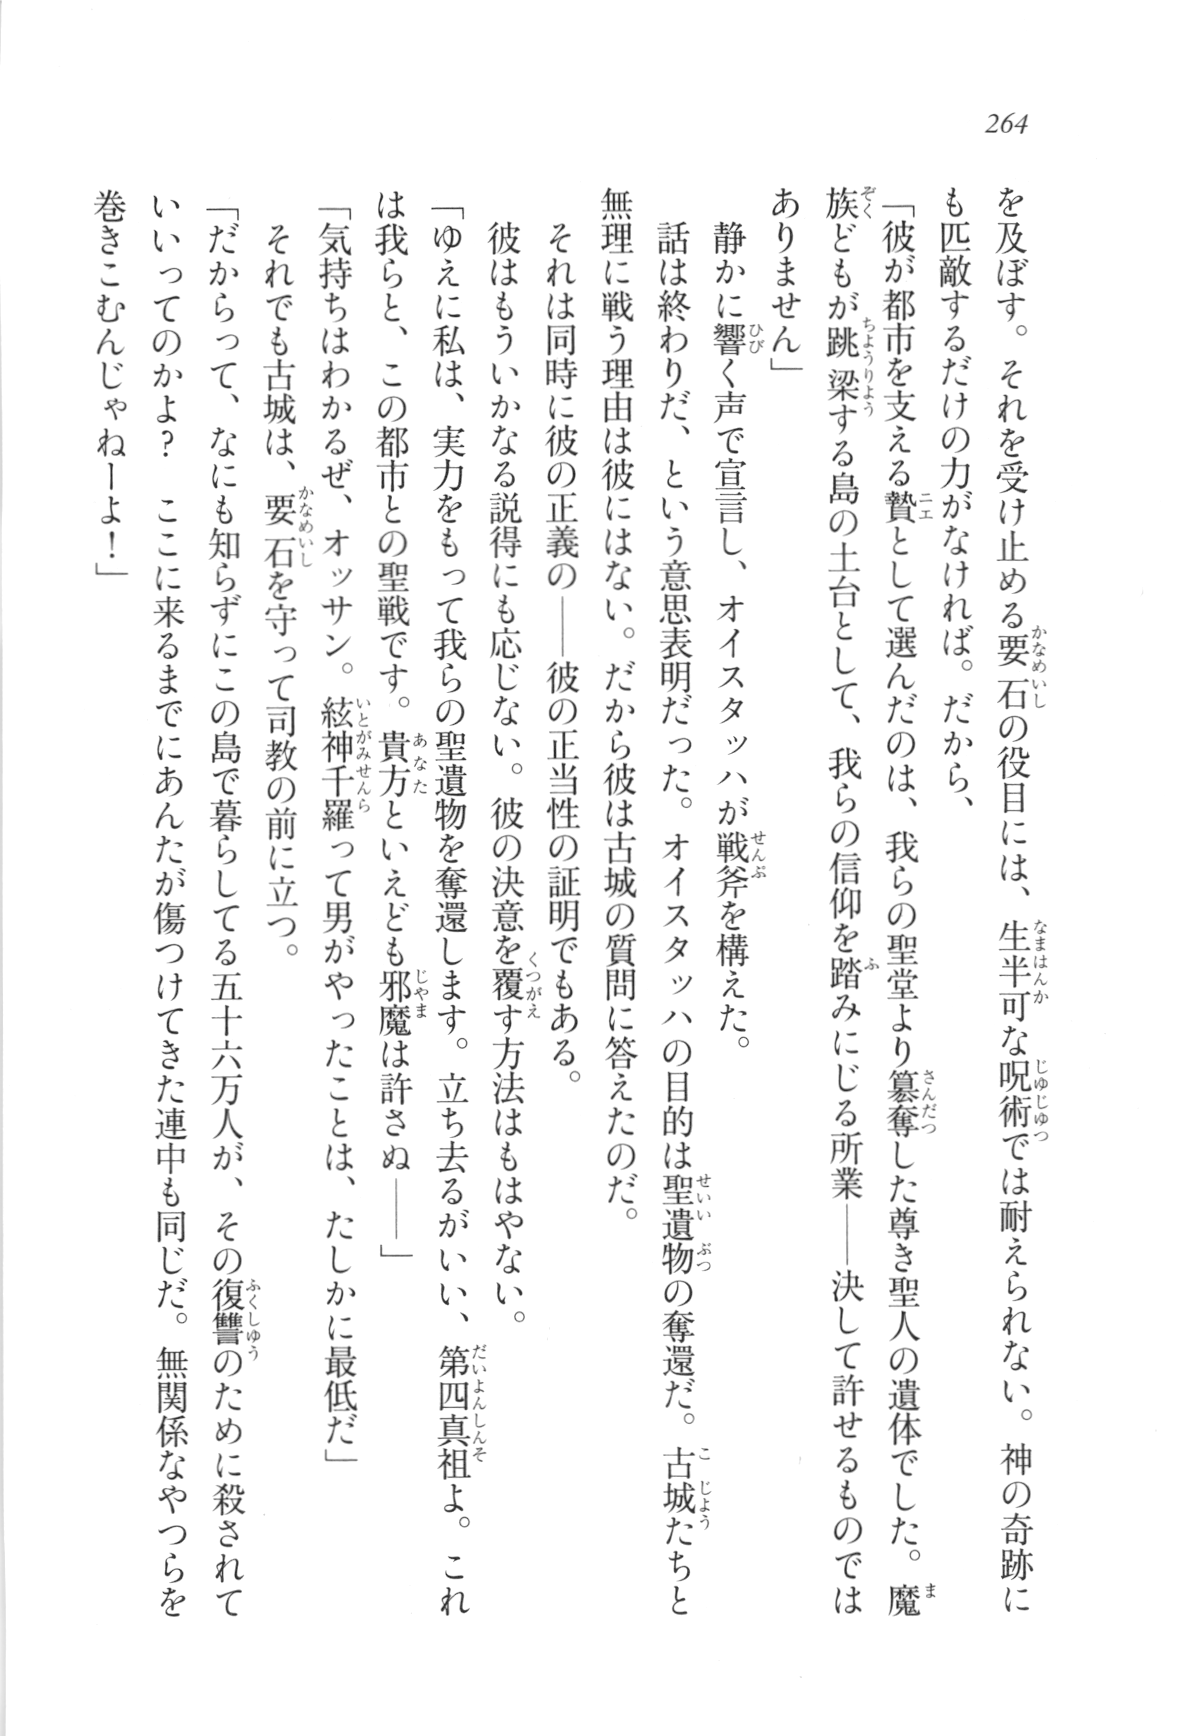 264
を及ぼす。それを受け止める要石の役目には、生半可な呪術では耐えられない。神の奇跡に
も匹敵するだけの力がなければ。だから、
「彼が都市を支える贄として選んだのは、我らの聖堂より簒奪した尊き聖人の遺体でした。魔
族どもが跳梁する島の土台として、我らの信仰を踏みにじる所業――決して許せるものでは
ありません」
　静かに響く声で宣言し、オイスタッハが戦斧を構えた。
　話は終わりだ、という意思表明だった。オイスタッハの目的は聖遺物の奪還だ。古城たちと
無理に戦う理由は彼にはない。だから彼は古城の質問に答えたのだ。
　それは同時に彼の正義の――彼の正当性の証明でもある。
　彼はもういかなる説得にも応じない。彼の決意を覆す方法はもはやない。
「ゆえに私は、実力をもって我らの聖遺物を奪還します。立ち去るがいい、第四真祖よ。これ
は我らと、この都市との聖戦です。貴方といえども邪魔は許さぬ――」
「気持ちはわかるぜ、オッサン。絃神千羅って男がやったことは、たしかに最低だ」
　それでも古城は、要石を守って司教の前に立つ。
「だからって、なにも知らずにこの島で暮らしてる五十六万人が、その復讐のために殺されて
いいってのかよ？　ここに来るまでにあんたが傷つけてきた連中も同じだ。無関係なやつらを
巻きこむんじゃねーよ！」